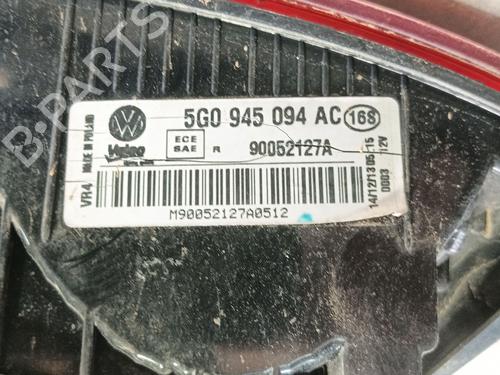 B-PARTS
5G0 945 094 AC 168
MADE IN POLAND
Valeo
ECE
SAE
R
90052127A
VR4
M90052127A0512
14/12/13 05:15
0003 12V